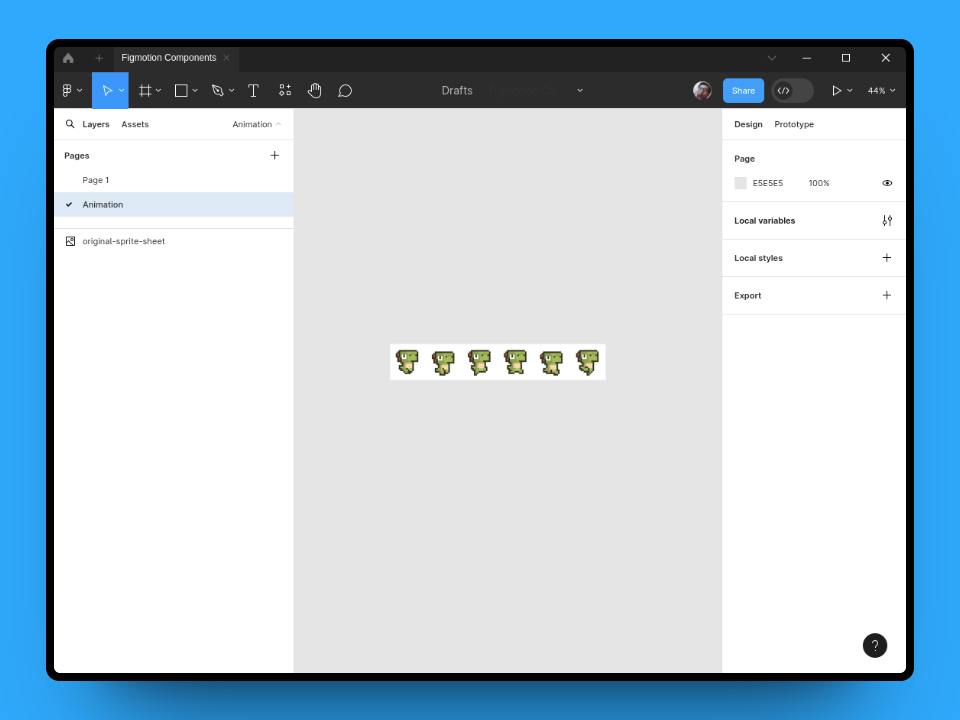 Figmotion Components
Drafts
Share
44%
Layers
Assets
Animation
Pages
Page 1
Animation
original-sprite-sheet
Design
Prototype
Page
E5E5E5
100%
Local variables
Local styles
Export
?